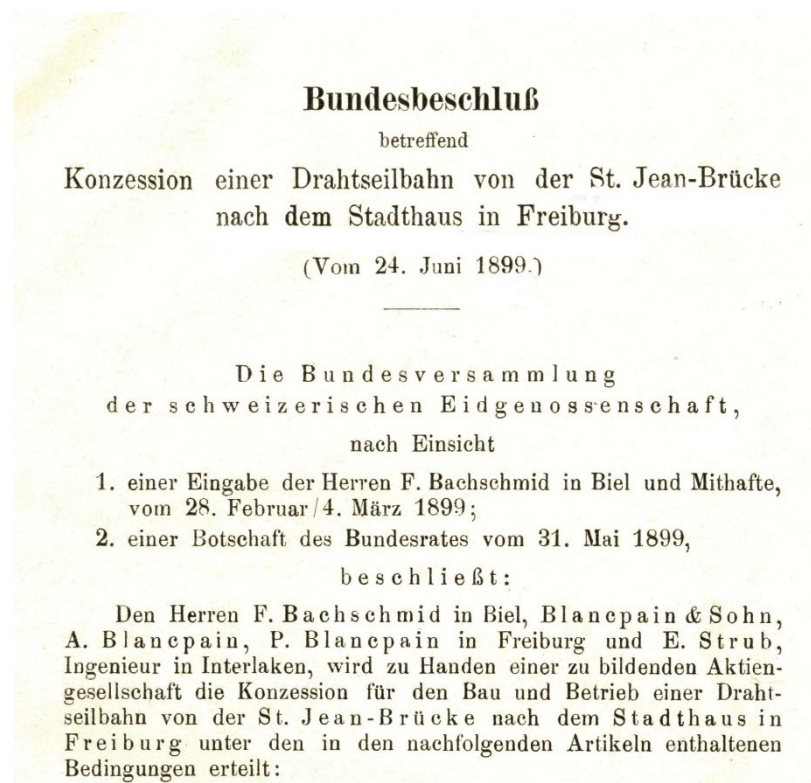 Bundesbeschluß
betreffend
Konzession einer Drahtseilbahn von der St. Jean-Brücke
nach dem Stadthaus in Freiburg.
(Vom 24. Juni 1899.)
Die Bundesversammlung
der schweizerischen Eidgenossenschaft,
nach Einsicht
1. einer Eingabe der Herren F. Bachschmid in Biel und Mithafte,
vom 28. Februar/4. März 1899;
2. einer Botschaft des Bundesrates vom 31. Mai 1899,
beschließt:
Den Herren F. Bachschmid in Biel, Blancpain & Sohn,
A. Blancpain, P. Blancpain in Freiburg und E. Strub,
Ingenieur in Interlaken, wird zu Handen einer zu bildenden Aktien-
gesellschaft die Konzession für den Bau und Betrieb einer Draht-
seilbahn von der St. Jean-Brücke nach dem Stadthaus in
Freiburg unter den in den nachfolgenden Artikeln enthaltenen
Bedingungen erteilt: